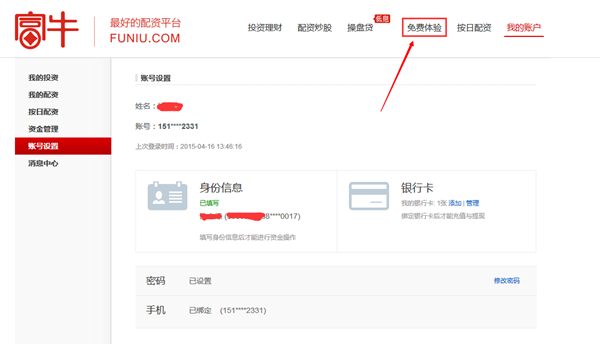 富牛
最好的配资平台
FUNIU.COM
投资理财 配资炒股 操盘贷 低息 免费体验 按日配资 我的账户
我的投资
我的配资
按日配资
资金管理
账号设置
消息中心
账号设置
姓名：
账号：151****2331
上次登录时间：2015-04-16 13:46:16
身份信息
已填写
8****0017)
填写身份信息后才能进行资金操作
银行卡
我的银行卡: 1张 添加 | 管理
绑定银行卡后才能充值与提现
密码 已设置 修改密码
手机 已绑定 (151****2331)